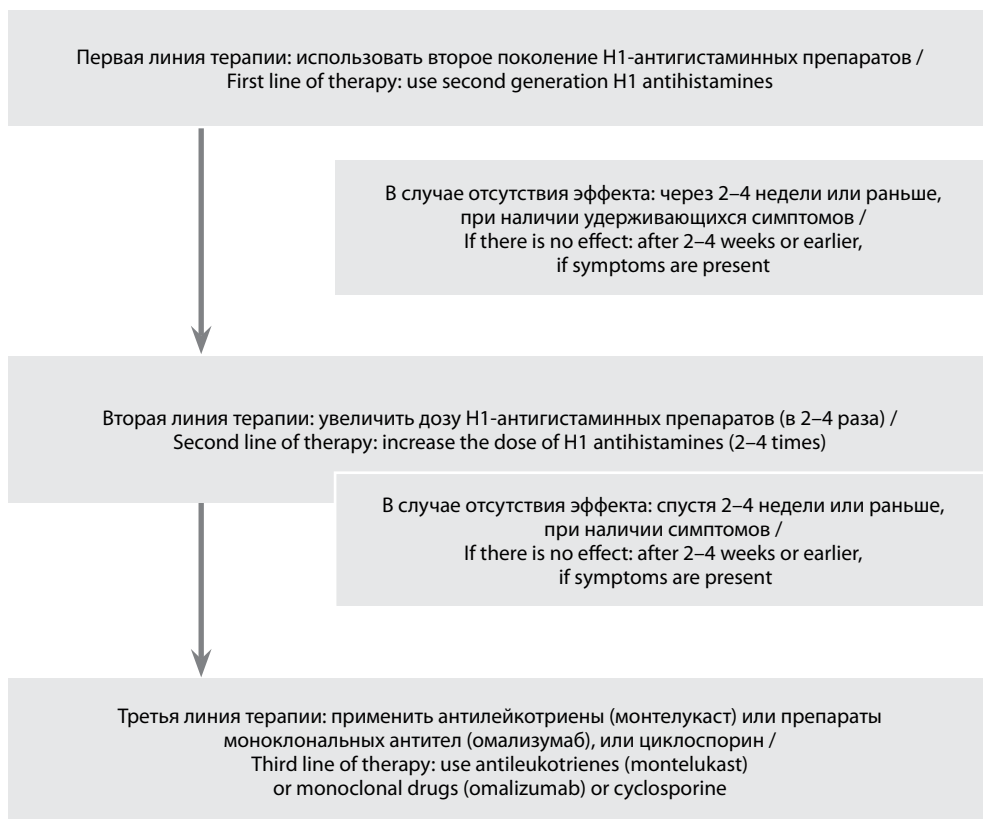 Первая линия терапии: использовать второе поколение H1-антигистаминных препаратов /
First line of therapy: use second generation H1 antihistamines
В случае отсутствия эффекта: через 2–4 недели или раньше,
при наличии удерживающихся симптомов /
If there is no effect: after 2–4 weeks or earlier,
if symptoms are present
Вторая линия терапии: увеличить дозу H1-антигистаминных препаратов (в 2–4 раза) /
Second line of therapy: increase the dose of H1 antihistamines (2–4 times)
В случае отсутствия эффекта: спустя 2–4 недели или раньше,
при наличии симптомов /
If there is no effect: after 2–4 weeks or earlier,
if symptoms are present
Третья линия терапии: применить антилейкотриены (монтелукаст) или препараты
моноклональных антител (омализумаб), или циклоспорин /
Third line of therapy: use antileukotrienes (montelukast)
or monoclonal drugs (omalizumab) or cyclosporine